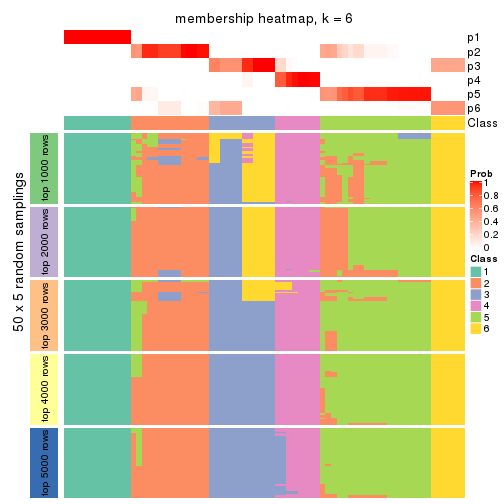 membership heatmap, k = 6
p1
p2
p3
p4
p5
p6
Class
50 x 5 random samplings
top 1000 rows
top 2000 rows
top 3000 rows
top 4000 rows
top 5000 rows
Prob
1
0.8
0.6
0.4
0.2
0
Class
1
2
3
4
5
6